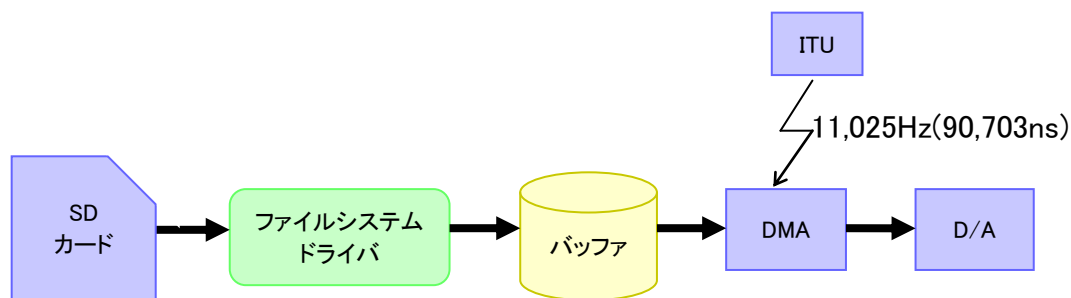 ITU
11,025Hz(90,703ns)
SD
カード
ファイルシステム
ドライバ
バッファ
DMA
D/A